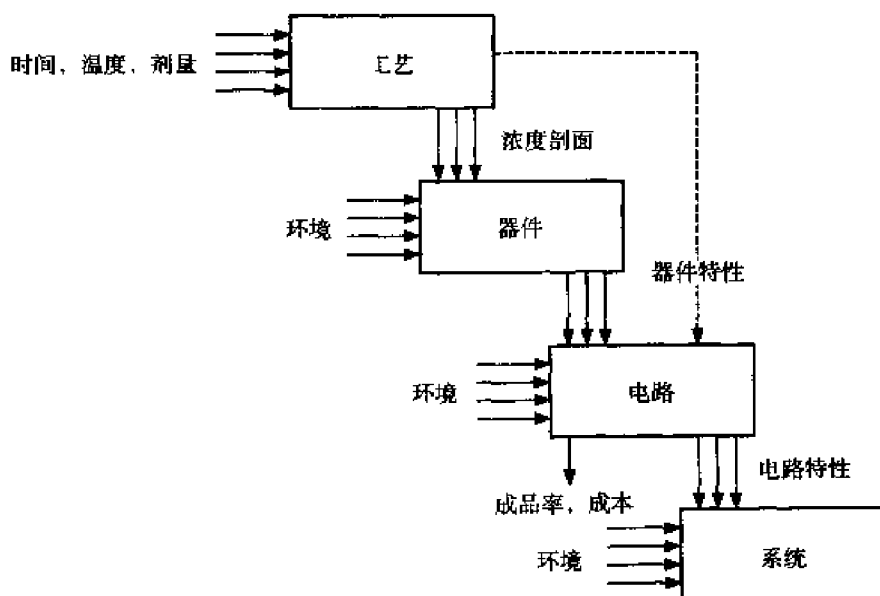 工艺
时间，温度，剂量
浓度剖面
器件
环境
器件特性
电路
环境
电路特性
成品率，成本
系统
环境